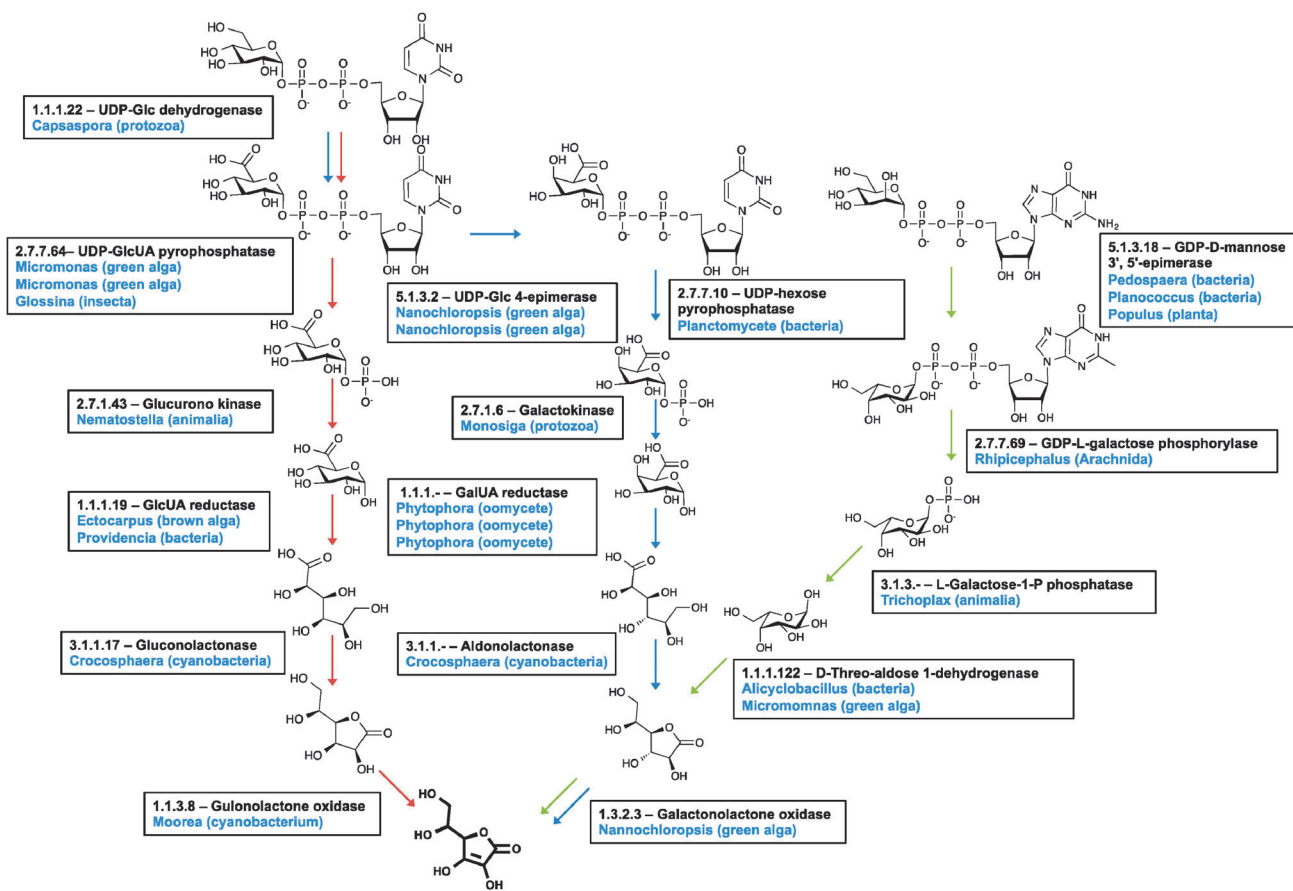 1.1.1.22 – UDP-Glc dehydrogenase
Capsaspora (protozoa)
2.7.7.64– UDP-GlcUA pyrophosphatase
Micromonas (green alga)
Micromonas (green alga)
Glossina (insecta)
5.1.3.2 – UDP-Glc 4-epimerase
Nanochloropsis (green alga)
Nanochloropsis (green alga)
2.7.7.10 – UDP-hexose
pyrophosphatase
Planctomycete (bacteria)
5.1.3.18 – GDP-D-mannose
3', 5'-epimerase
Pedospaera (bacteria)
Planococcus (bacteria)
Populus (planta)
2.7.1.43 – Glucurono kinase
Nematostella (animalia)
2.7.1.6 – Galactokinase
Monosiga (protozoa)
2.7.7.69 – GDP-L-galactose phosphorylase
Rhipicephalus (Arachnida)
1.1.1.19 – GlcUA reductase
Ectocarpus (brown alga)
Providencia (bacteria)
1.1.1.- – GalUA reductase
Phytophora (oomycete)
Phytophora (oomycete)
Phytophora (oomycete)
3.1.3.- – L-Galactose-1-P phosphatase
Trichoplax (animalia)
3.1.1.17 – Gluconolactonase
Crocosphaera (cyanobacteria)
3.1.1.- – Aldonolactonase
Crocosphaera (cyanobacteria)
1.1.1.122 – D-Threo-aldose 1-dehydrogenase
Alicyclobacillus (bacteria)
Micromomnas (green alga)
1.1.3.8 – Gulonolactone oxidase
Moorea (cyanobacterium)
1.3.2.3 – Galactonolactone oxidase
Nannochloropsis (green alga)